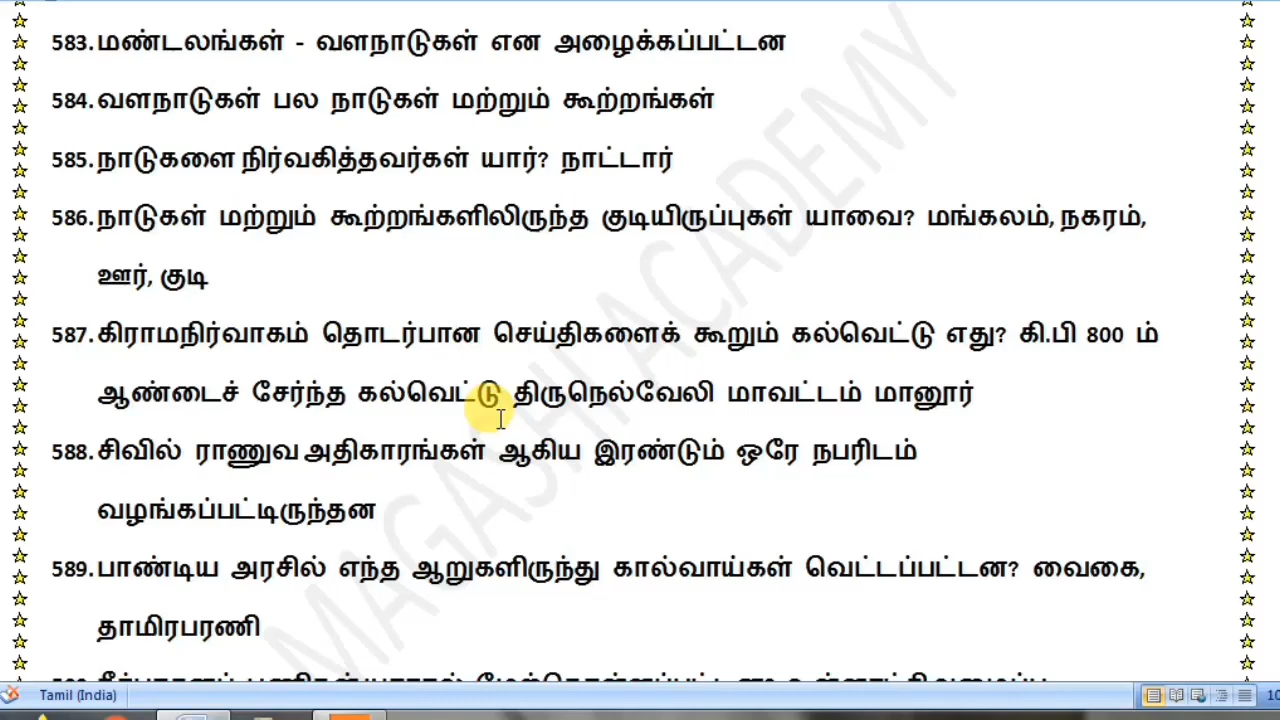 583. மண்டலங்கள் - வளநாடுகள் என அழைக்கப்பட்டன
584. வளநாடுகள் பல நாடுகள் மற்றும் கூற்றங்கள்
585. நாடுகளை நிர்வகித்தவர்கள் யார்? நாட்டார்
586. நாடுகள் மற்றும் கூற்றங்களிலிருந்த குடியிருப்புகள் யாவை? மங்கலம், நகரம்,
ஊர், குடி
587. கிராமநிர்வாகம் தொடர்பான செய்திகளைக் கூறும் கல்வெட்டு எது? கி.பி 800 ம்
ஆண்டைச் சேர்ந்த கல்வெட்டு திருநெல்வேலி மாவட்டம் மானூர்
588. சிவில் ராணுவ அதிகாரங்கள் ஆகிய இரண்டும் ஒரே நபரிடம்
வழங்கப்பட்டிருந்தன
589. பாண்டிய அரசில் எந்த ஆறுகளிருந்து கால்வாய்கள் வெட்டப்பட்டன? வைகை,
தாமிரபரணி
MAGASHI ACADEMY
Tamil (India)
10